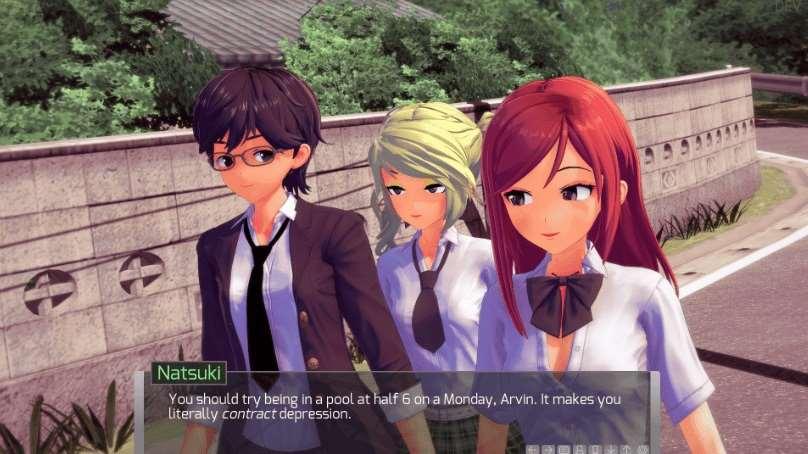 DEV
Natsuki
You should try being in a pool at half 6 on a Monday, Arvin. It makes you
literally contract depression.